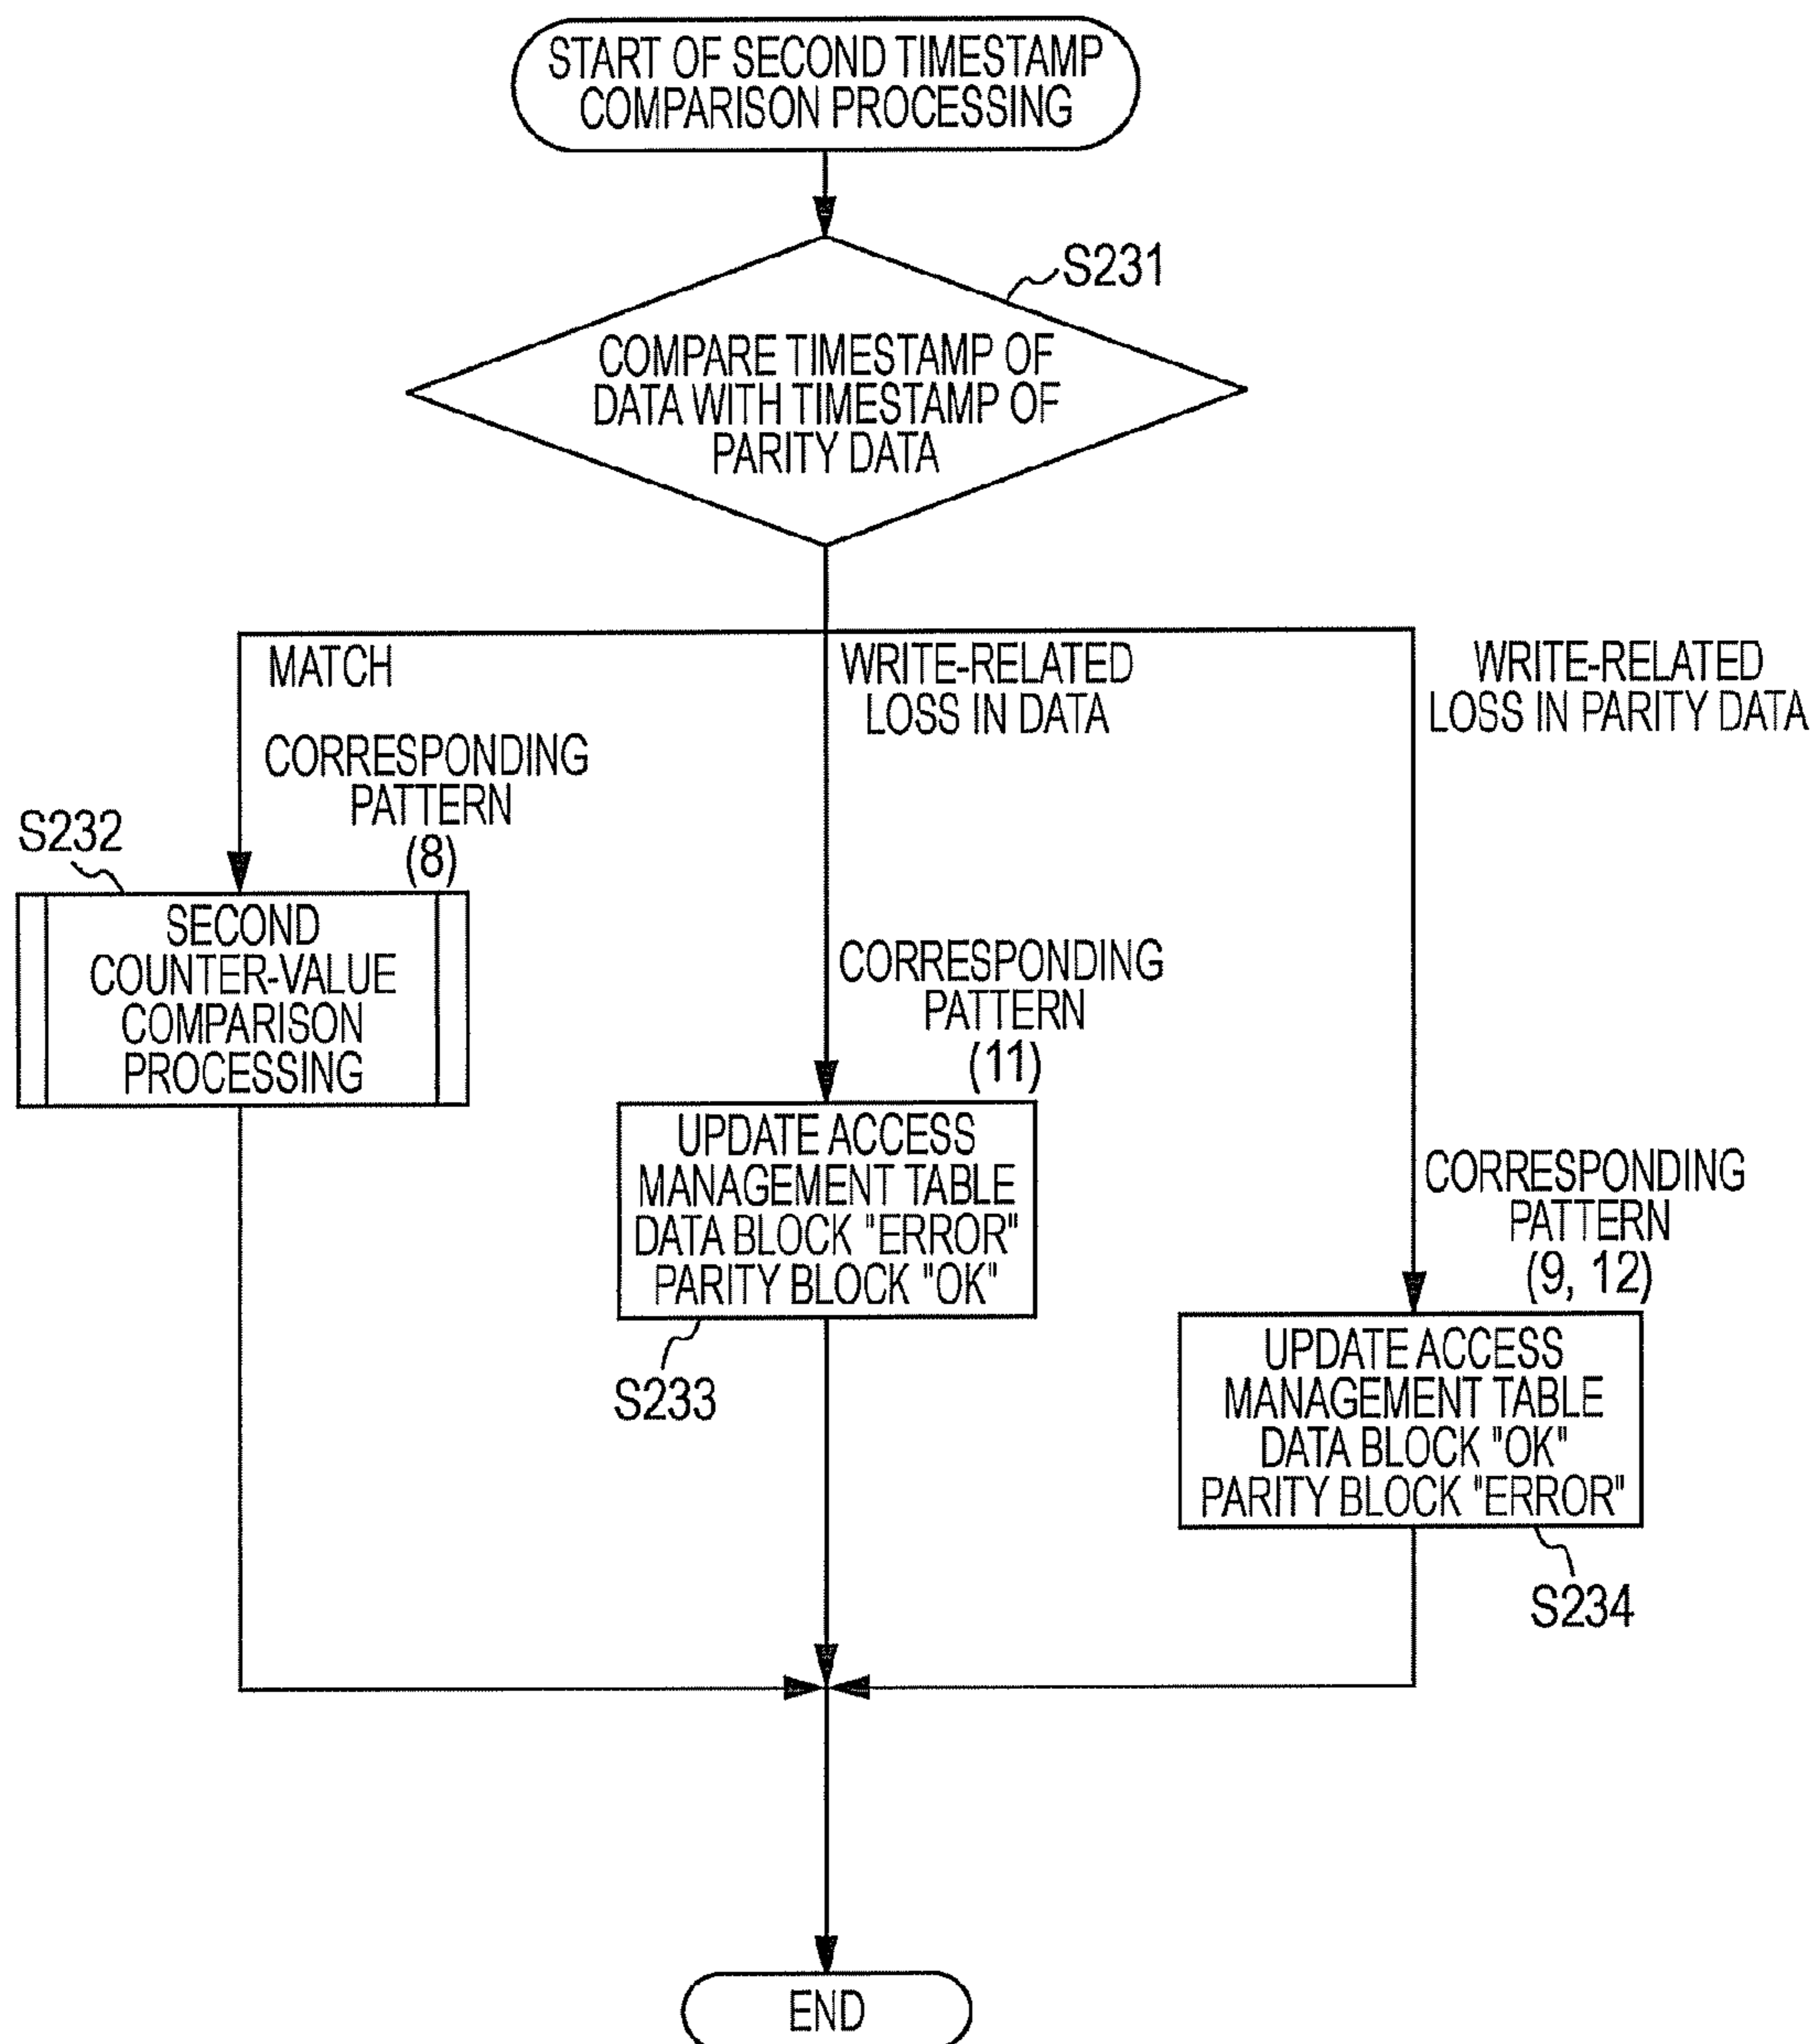 START OF SECOND TIMESTAMP
COMPARISON PROCESSING
S231
COMPARE TIMESTAMP OF
DATA WITH TIMESTAMP OF
PARITY DATA
MATCH
WRITE-RELATED
LOSS IN DATA
WRITE-RELATED
LOSS IN PARITY DATA
CORRESPONDING
PATTERN
(8)
S232
SECOND
COUNTER-VALUE
COMPARISON
PROCESSING
CORRESPONDING
PATTERN
(11)
UPDATE ACCESS
MANAGEMENT TABLE
DATA BLOCK "ERROR"
PARITY BLOCK "OK"
S233
CORRESPONDING
PATTERN
(9, 12)
UPDATE ACCESS
MANAGEMENT TABLE
DATA BLOCK "OK"
PARITY BLOCK "ERROR"
S234
END